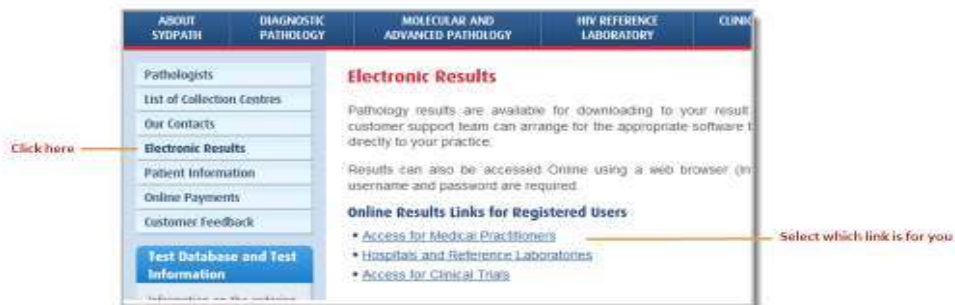 ABOUT SYDPATH
DIAGNOSTIC PATHOLOGY
MOLECULAR AND ADVANCED PATHOLOGY
HIV REFERENCE LABORATORY
CLINIC
Pathologists
List of Collection Centres
Our Contacts
Click here
Electronic Results
Patient Information
Online Payments
Customer Feedback
Test Database and Test
Information
Electronic Results
Pathology results are available for downloading to your result
customer support team can arrange for the appropriate software
directly to your practice.
Results can also be accessed Online using a web browser
username and password are required.
Online Results Links for Registered Users
• Access for Medical Practitioners
Select which link is for you
• Hospitals and Reference Laboratories
• Access for Clinical Trials